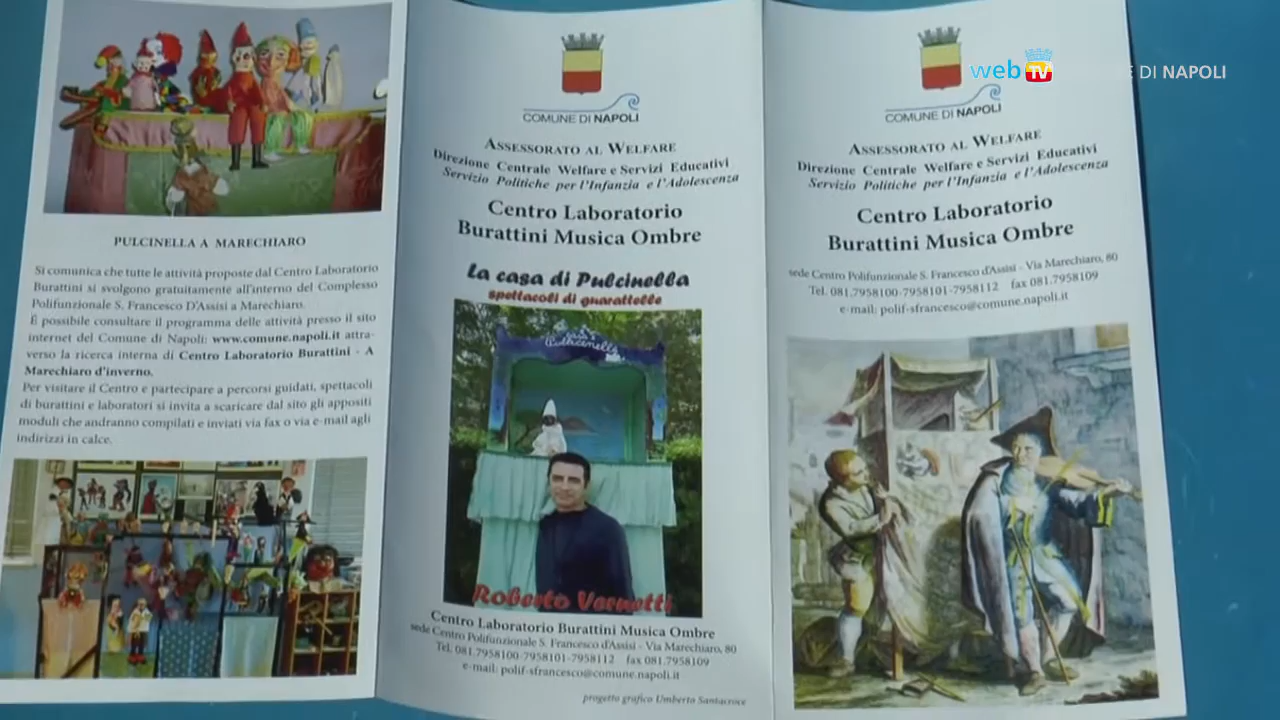 web TV COMUNE DI NAPOLI
PULCINELLA A MARECHIARO
Si comunica che tutte le attività proposte dal Centro Laboratorio
Burattini si svolgono gratuitamente all'interno del Complesso
Polifunzionale S. Francesco D'Assisi a Marechiaro.
È possibile consultare il programma delle attività presso il sito
internet del Comune di Napoli: www.comune.napoli.it attra-
verso la ricerca interna di Centro Laboratorio Burattini - A
Marechiaro d'inverno.
Per visitare il Centro e partecipare a percorsi guidati, spettacoli
di burattini e laboratori si invita a scaricare dal sito gli appositi
moduli che andranno compilati e inviati via fax o via e-mail agli
indirizzi in calce.
COMUNE DI NAPOLI
ASSESSORATO AL WELFARE
Direzione Centrale Welfare e Servizi Educativi
Servizio Politiche per l'Infanzia e l'Adolescenza
Centro Laboratorio
Burattini Musica Ombre
La casa di Pulcinella
spettacoli di guarattelle
casa di
Pulcinella
Roberto Vernetti
Centro Laboratorio Burattini Musica Ombre
sede Centro Polifunzionale S. Francesco d'Assisi - Via Marechiaro, 80
Tel. 081.7958100-7958101-7958112 fax 081.7958109
e-mail: polif-sfrancesco@comune.napoli.it
progetto grafico Umberto Santacroce
COMUNE DI NAPOLI
ASSESSORATO AL WELFARE
Direzione Centrale Welfare e Servizi Educativi
Servizio Politiche per l'Infanzia e l'Adolescenza
Centro Laboratorio
Burattini Musica Ombre
sede Centro Polifunzionale S. Francesco d'Assisi - Via Marechiaro, 80
Tel. 081.7958100-7958101-7958112 fax 081.7958109
e-mail: polif-sfrancesco@comune.napoli.it